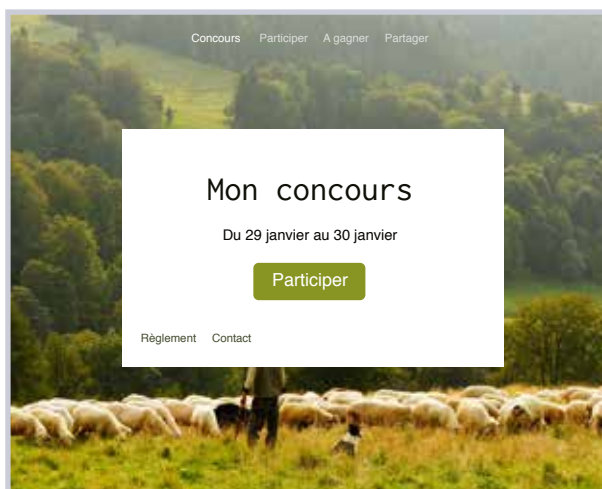 Concours Participer A gagner Partager
Mon concours
Du 29 janvier au 30 janvier
Participer
Règlement Contact